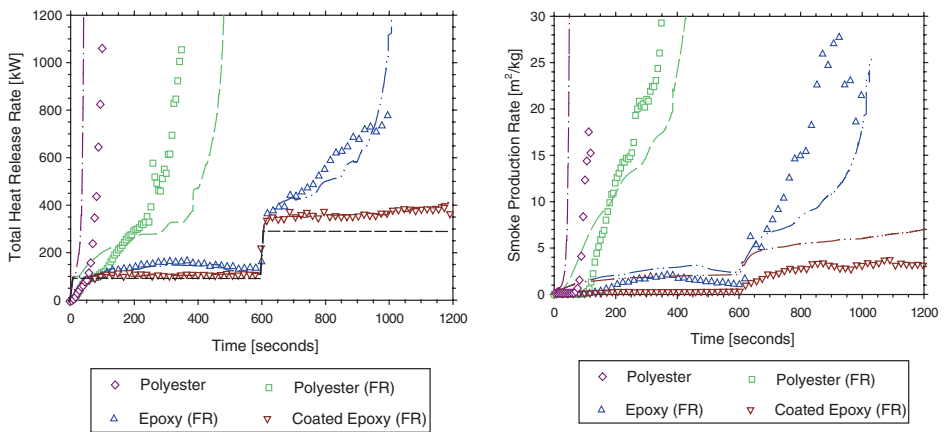 Total Heat Release Rate [kW]
1200
1000
800
600
400
200
0
0 200 400 600 800 1000 1200
Time [seconds]
Polyester
Polyester (FR)
Epoxy (FR)
Coated Epoxy (FR)
Smoke Production Rate [m²/kg]
30
25
20
15
10
5
0
0 200 400 600 800 1000 1200
Time [seconds]
Polyester
Polyester (FR)
Epoxy (FR)
Coated Epoxy (FR)